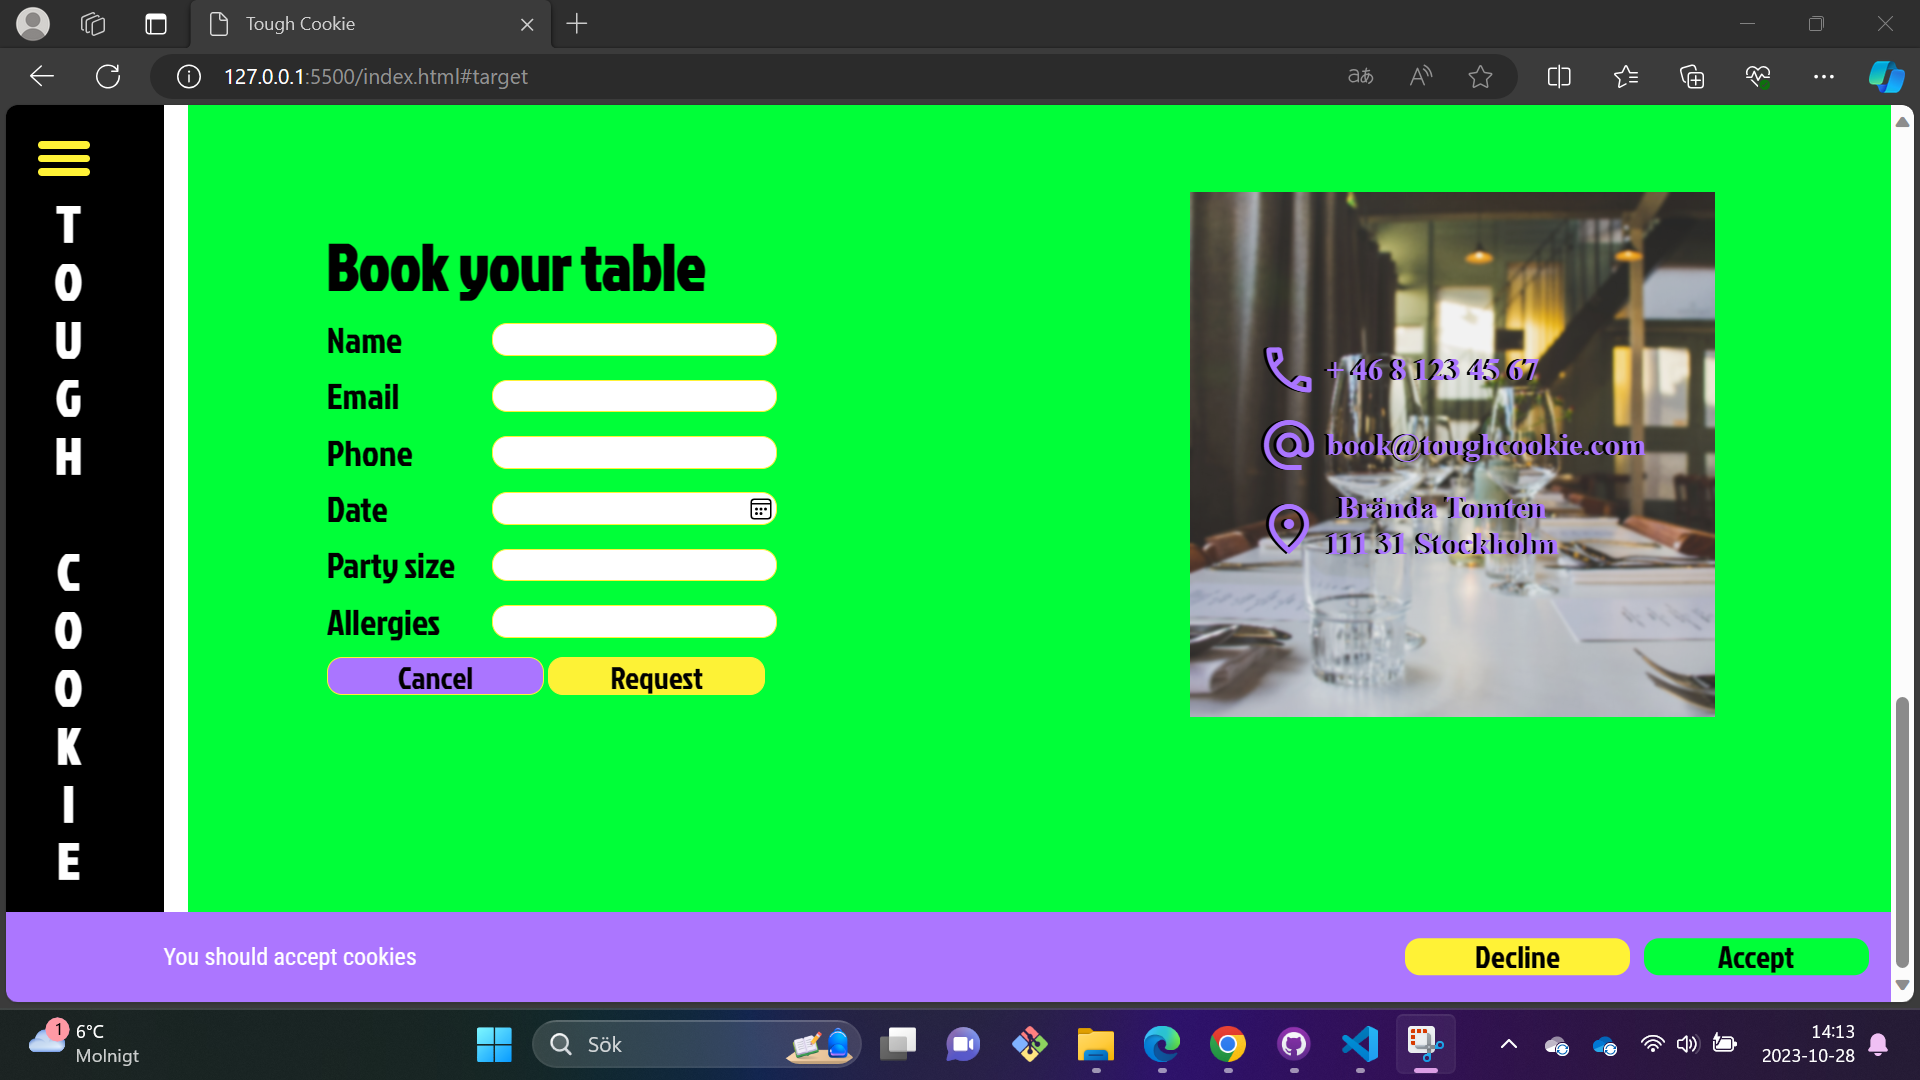 Tough Cookie
127.0.0.1:5500/index.html#target
aあ
TOUGH COOKIE
Book your table
Name
Email
Phone
Date
Party size
Allergies
Cancel
Request
+ 46 8 123 45 67
book@toughcookie.com
Brända Tomten
111 31 Stockholm
You should accept cookies
Decline
Accept
1
6°C
Molnigt
Sök
14:13
2023-10-28